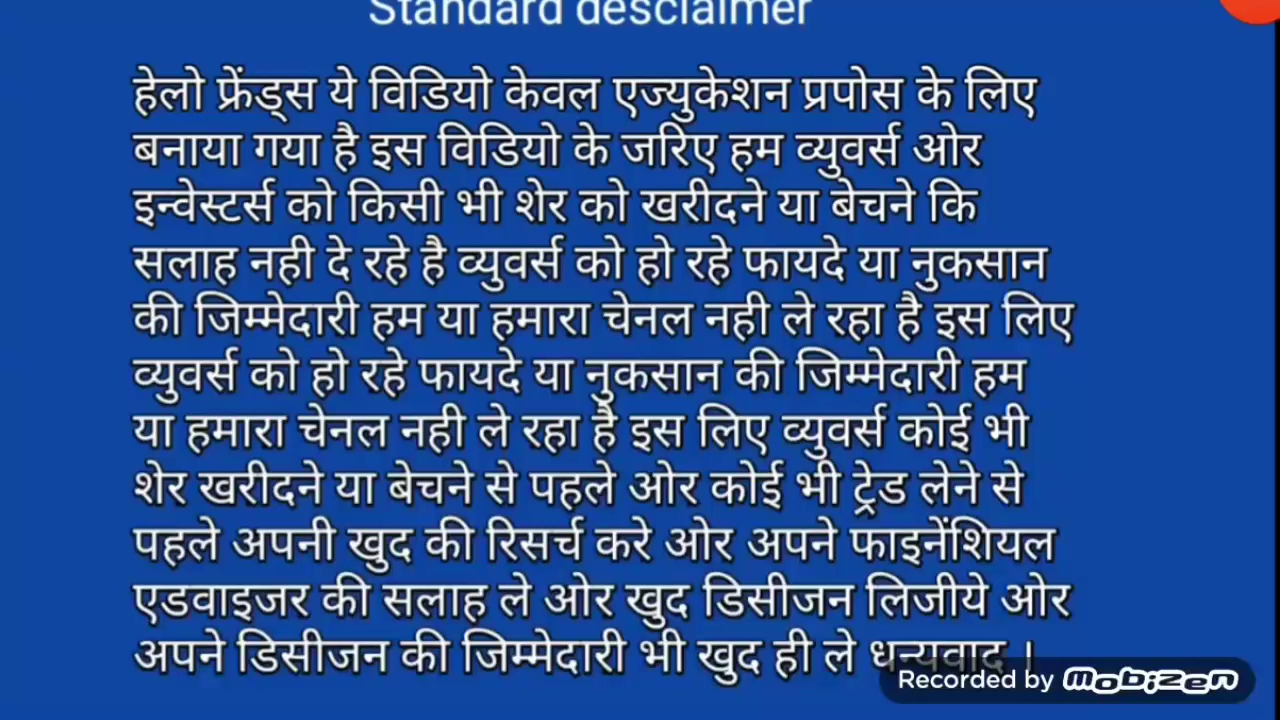 Standard desclaimer
हेलो फ्रेंड्स ये विडियो केवल एज्युकेशन प्रपोस के लिए
बनाया गया है इस विडियो के जरिए हम व्युवर्स ओर
इन्वेस्टर्स को किसी भी शेर को खरीदने या बेचने कि
सलाह नही दे रहे है व्युवर्स को हो रहे फायदे या नुकसान
की जिम्मेदारी हम या हमारा चेनल नही ले रहा है इस लिए
व्युवर्स को हो रहे फायदे या नुकसान की जिम्मेदारी हम
या हमारा चेनल नही ले रहा है इस लिए व्युवर्स कोई भी
शेर खरीदने या बेचने से पहले ओर कोई भी ट्रेड लेने से
पहले अपनी खुद की रिसर्च करे ओर अपने फाइनेंशियल
एडवाइजर की सलाह ले ओर खुद डिसीजन लिजीये ओर
अपने डिसीजन की जिम्मेदारी भी खुद ही ले धन्यवाद ।
Recorded by Mobizen